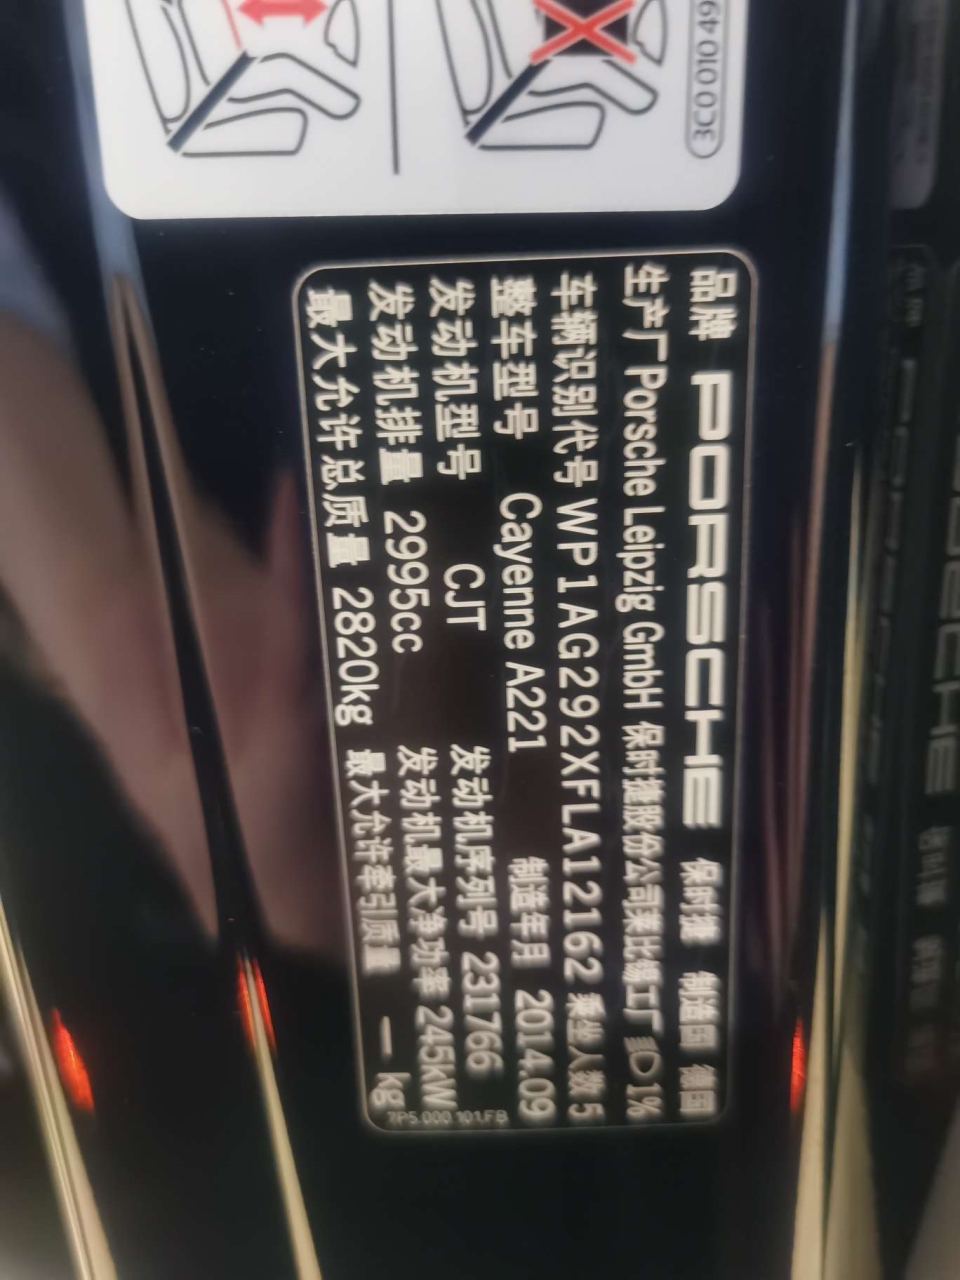 3C0 010 49
品牌 PORSCHE 保时捷 制造国 德国
生产厂 Porsche Leipzig GmbH 保时捷股份公司莱比锡工厂 1%
车辆识别代号 WP1AG292XFLA12162 乘坐人数 5
整车型号 Cayenne A221 制造年月 2014.09
发动机型号 CJT 发动机序列号 231766
发动机排量 2995cc 发动机最大净功率 245kW
最大允许总质量 2820kg 最大允许牵引质量 — kg
7P5.000.101.FB